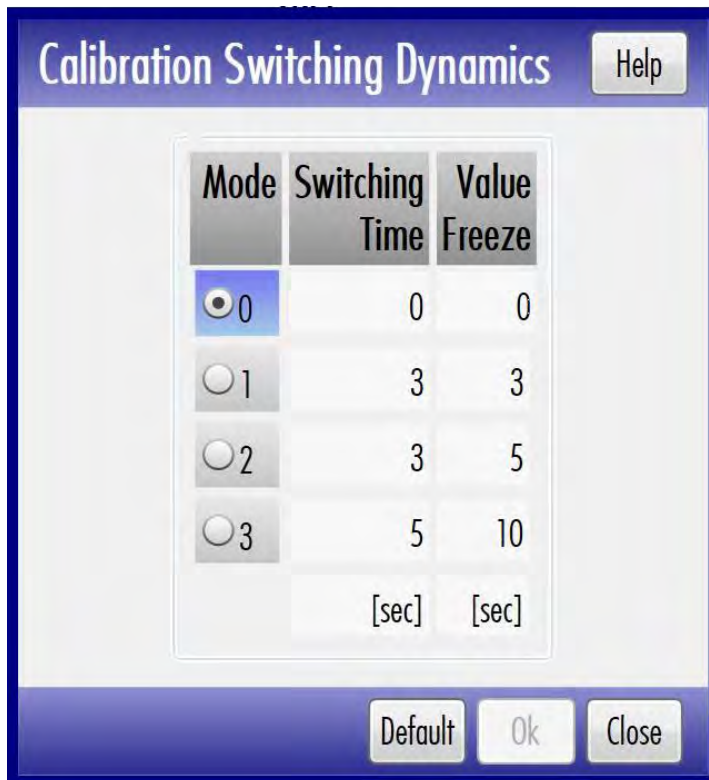 Calibration Switching Dynamics Help
Mode Switching Value
Time Freeze
0 0 0
1 3 3
2 3 5
3 5 10
[sec] [sec]
Default Ok Close